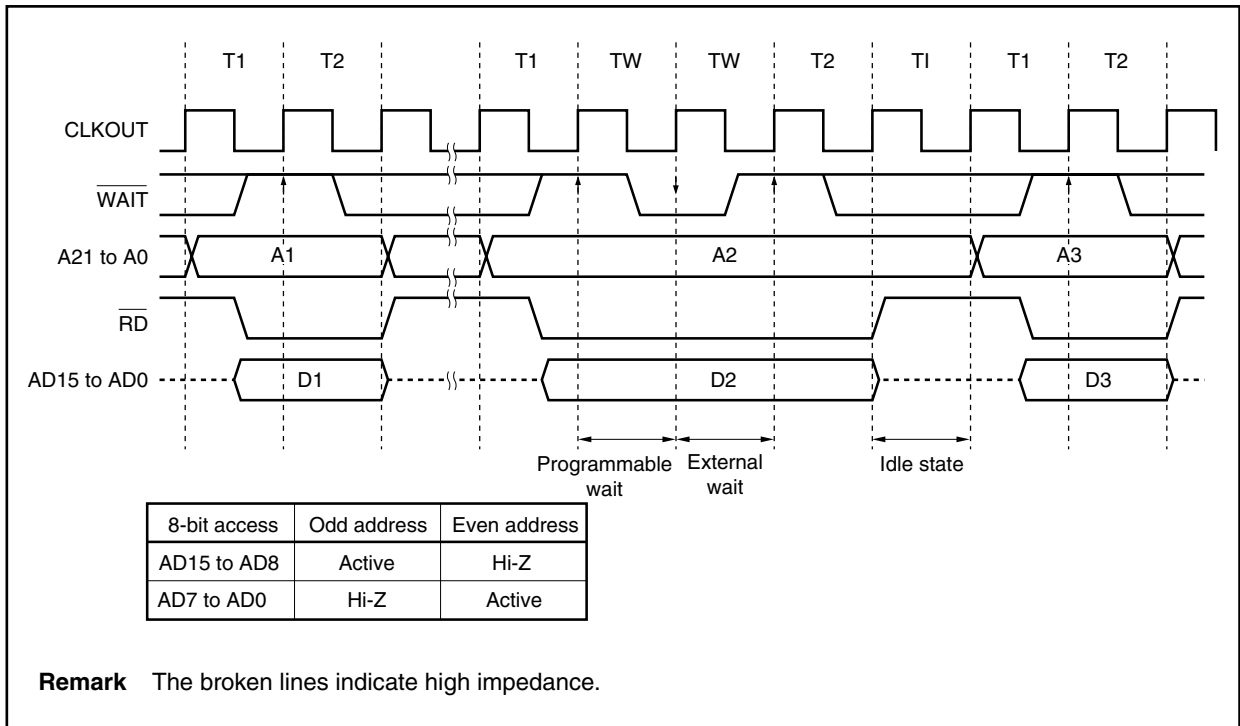 T1 T2 T1 TW TW T2 TI T1 T2
CLKOUT
WAIT
A21 to A0 A1 A2 A3
RD
AD15 to AD0 D1 D2 D3
Programmable
wait
External
wait
Idle state
8-bit access Odd address Even address
AD15 to AD8 Active Hi-Z
AD7 to AD0 Hi-Z Active
Remark The broken lines indicate high impedance.